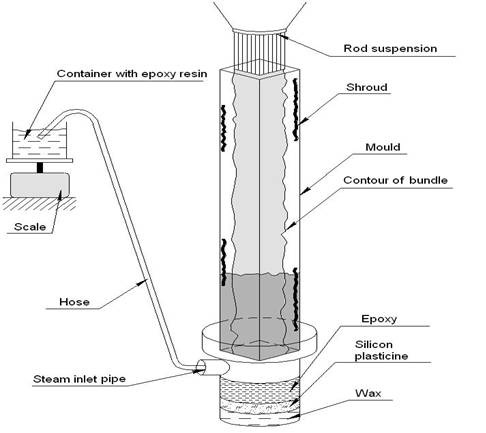 Rod suspension
Container with epoxy resin
Shroud
Mould
Contour of bundle
Scale
Hose
Epoxy
Silicon
plasticine
Steam inlet pipe
Wax